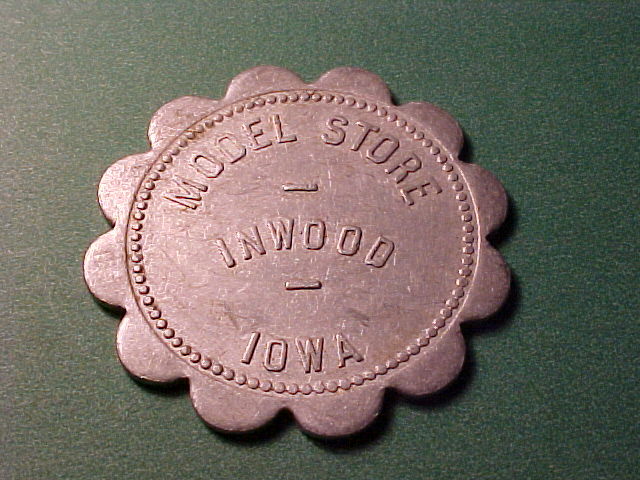 MODEL STORE
—
INWOOD
—
IOWA